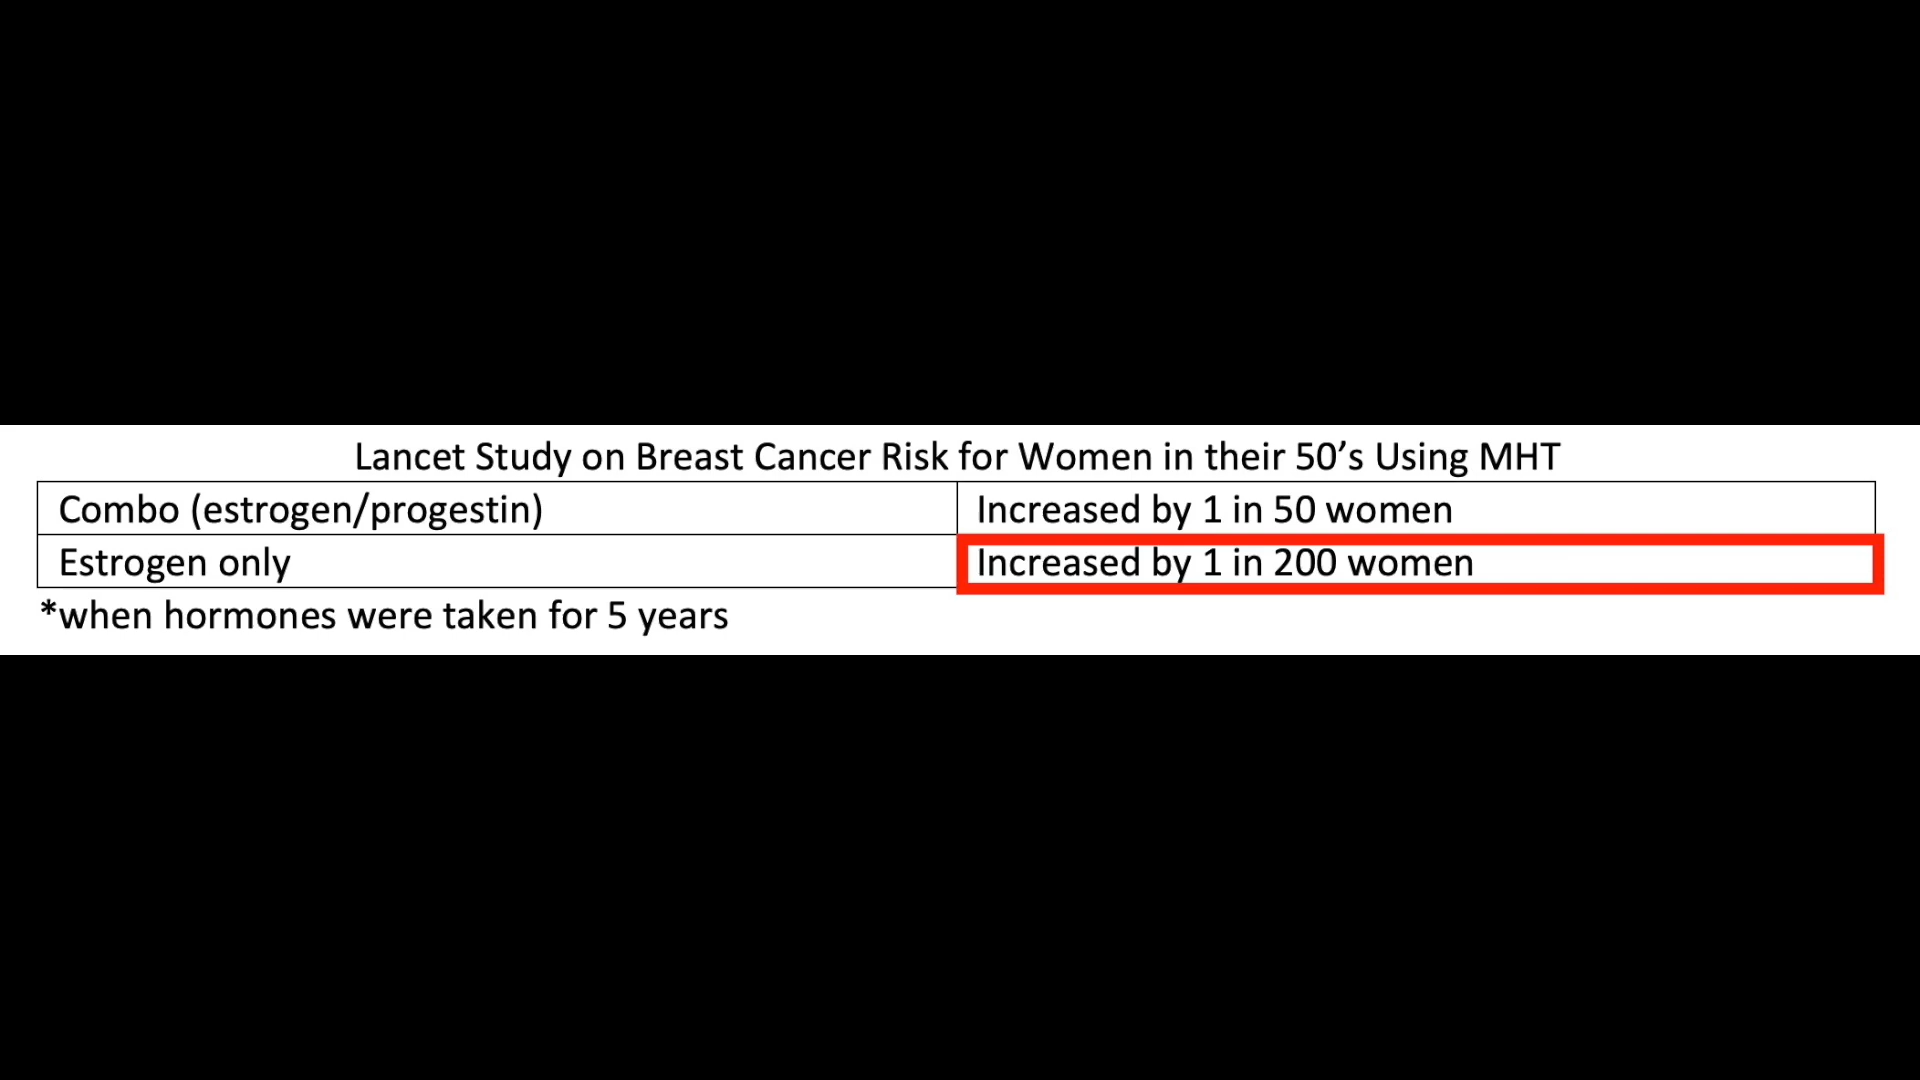 Lancet Study on Breast Cancer Risk for Women in their 50’s Using MHT
Combo (estrogen/progestin) Increased by 1 in 50 women
Estrogen only Increased by 1 in 200 women
*when hormones were taken for 5 years